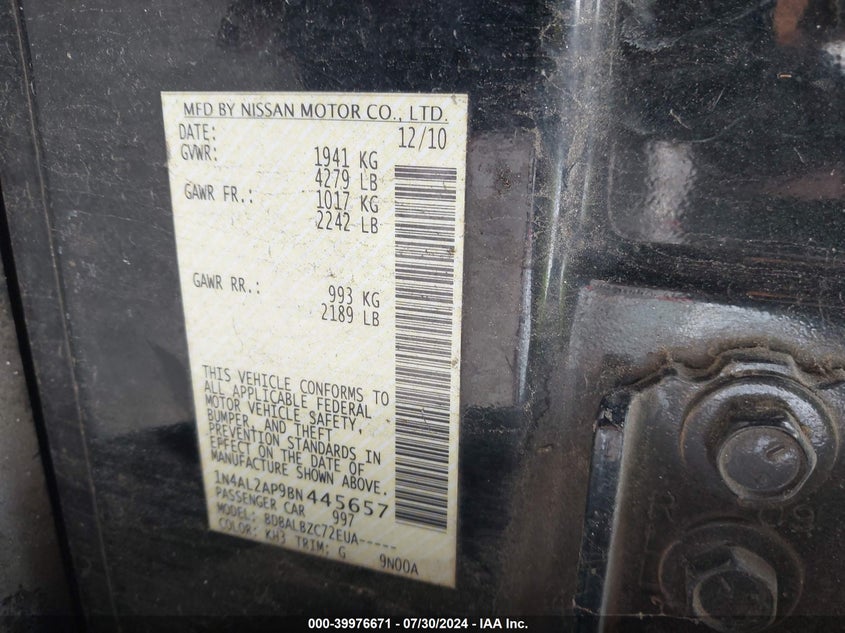 MFD BY NISSAN MOTOR CO., LTD.
DATE: 12/10
GVWR: 1941 KG
4279 LB
GAWR FR.: 1017 KG
2242 LB
GAWR RR.: 993 KG
2189 LB
THIS VEHICLE CONFORMS TO
ALL APPLICABLE FEDERAL
MOTOR VEHICLE SAFETY,
BUMPER, AND THEFT
PREVENTION STANDARDS IN
EFFECT ON THE DATE OF
MANUFACTURE SHOWN ABOVE.
1N4AL2AP9BN445657
PASSENGER CAR 997
MODEL: BDBALBZC72EUA-----
COLOR: KH3 TRIM: G 9N00A
000-39976671 / 07/30/2024 - IAA Inc.